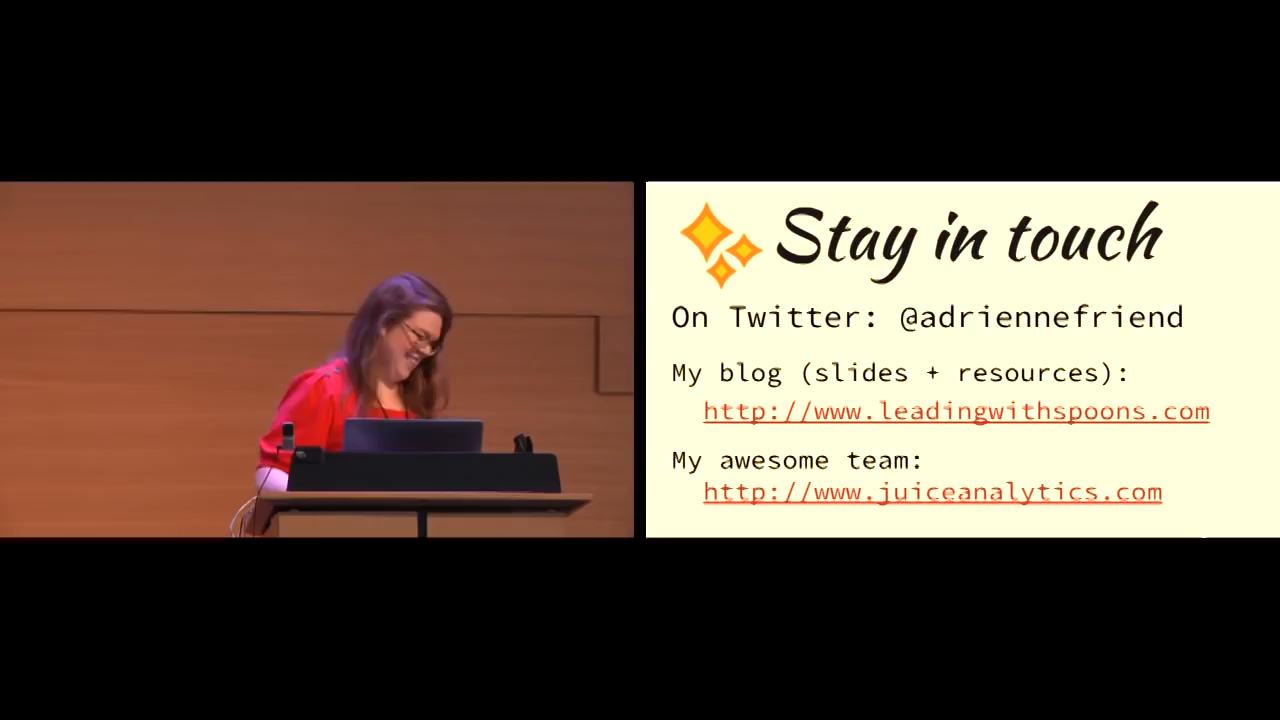 Stay in touch
On Twitter: @adriennefriend
My blog (slides + resources):
http://www.leadingwithspoons.com
My awesome team:
http://www.juiceanalytics.com